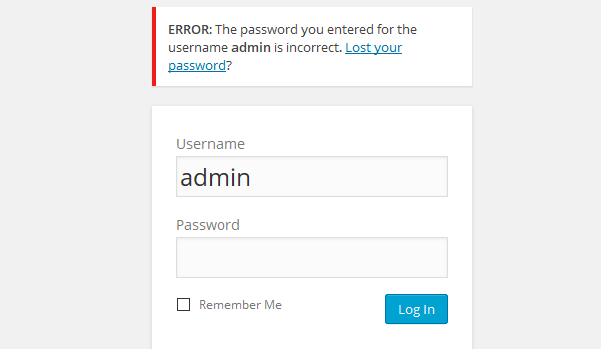 ERROR: The password you entered for the
username admin is incorrect. Lost your
password?
Username
admin
Password
Remember Me
Log In